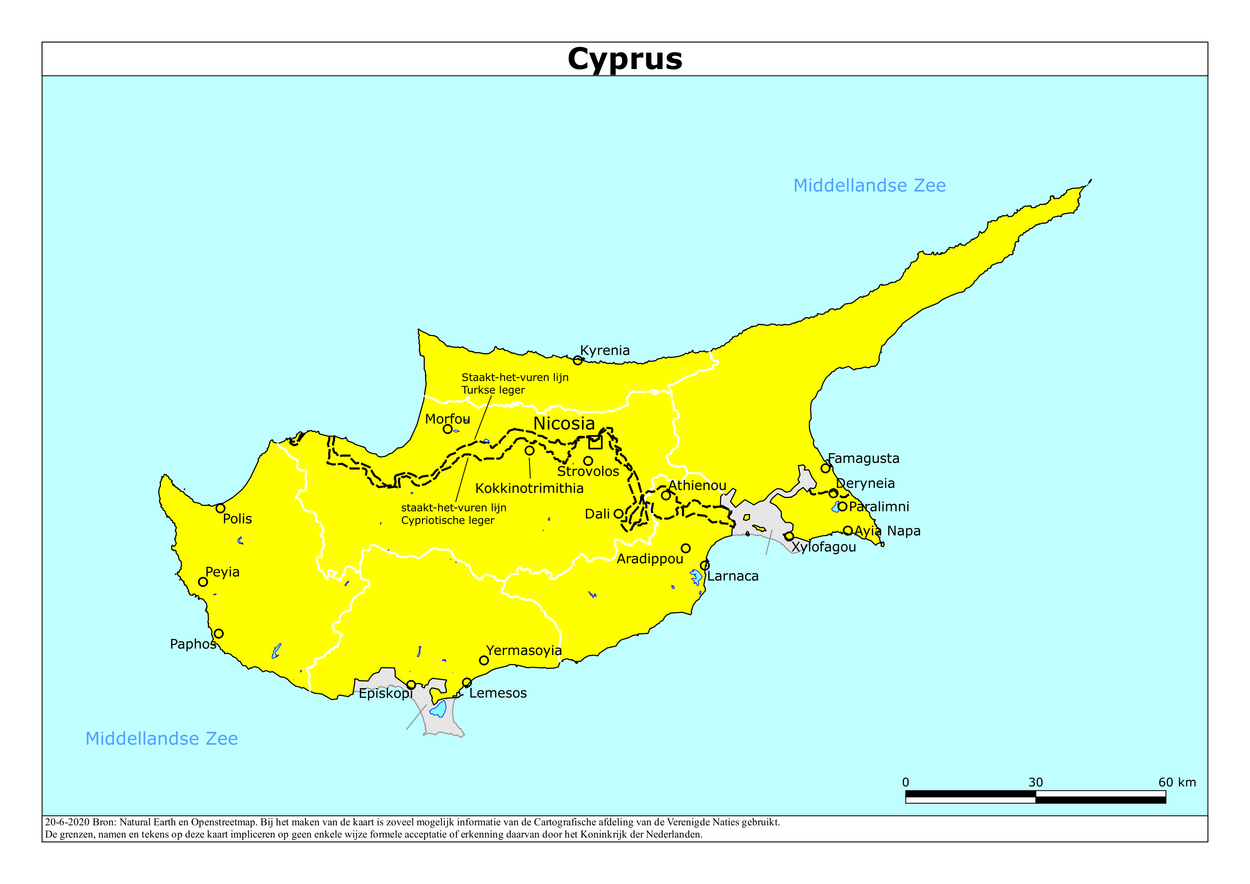 Cyprus
Middellandse Zee
Kyrenia
Staakt-het-vuren lijn
Turkse leger
Morfou
Nicosia
Strovolos
Famagusta
Kokkinotrimithia
Athienou
Deryneia
staakt-het-vuren lijn
Cypriotische leger
Dali
Paralimni
Polis
Ayia Napa
Xylofagou
Aradippou
Peyia
Larnaca
Paphos
Yermasoyia
Episkopi
Lemesos
Middellandse Zee
0 30 60 km
20-6-2020 Bron: Natural Earth en Openstreetmap. Bij het maken van de kaart is zoveel mogelijk informatie van de Cartografische afdeling van de Verenigde Naties gebruikt.
De grenzen, namen en tekens op deze kaart impliceren op geen enkele wijze formele acceptatie of erkenning daarvan door het Koninkrijk der Nederlanden.